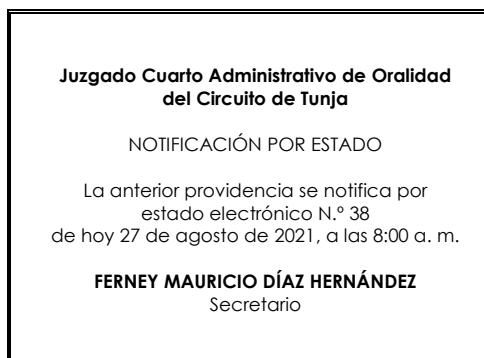 Juzgado Cuarto Administrativo de Oralidad
del Circuito de Tunja
NOTIFICACIÓN POR ESTADO
La anterior providencia se notifica por
estado electrónico N.º 38
de hoy 27 de agosto de 2021, a las 8:00 a. m.
FERNEY MAURICIO DÍAZ HERNÁNDEZ
Secretario